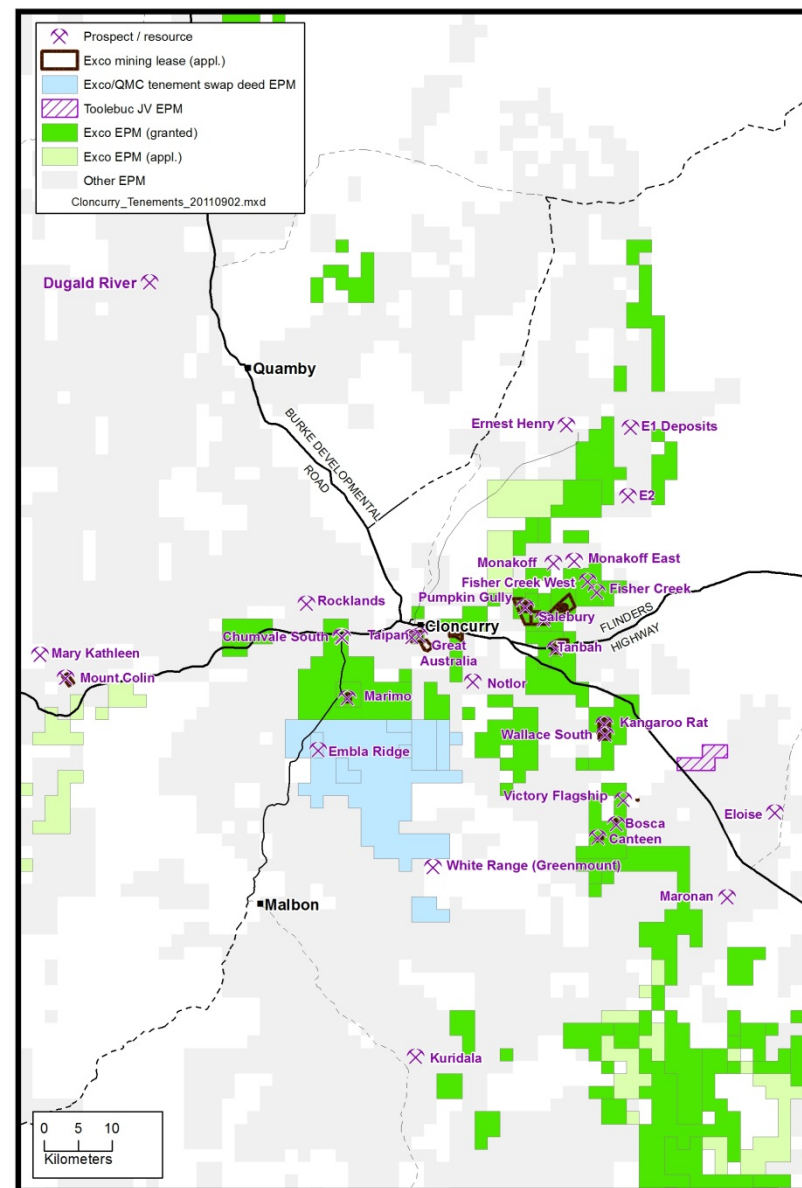 Prospect / resource
Exco mining lease (appl.)
Exco/QMC tenement swap deed EPM
Toolebuc JV EPM
Exco EPM (granted)
Exco EPM (appl.)
Other EPM
Cloncurry_Tenements_20110902.mxd
Dugald River
Quamby
BURKE DEVELOPMENTAL
ROAD
Ernest Henry
E1 Deposits
E2
Monakoff
Monakoff East
Fisher Creek West
Fisher Creek
Pumpkin Gully
Rocklands
Salebury
FLINDERS
HIGHWAY
Cloncurry
Chumvale South
Taipan
Great
Australia
Tanbah
Mary Kathleen
Mount Colin
Notlor
Marimo
Kangaroo Rat
Wallace South
Embla Ridge
Victory Flagship
Eloise
Bosca
Canteen
White Range (Greenmount)
Maronan
Malbon
Kuridala
0 5 10
Kilometers